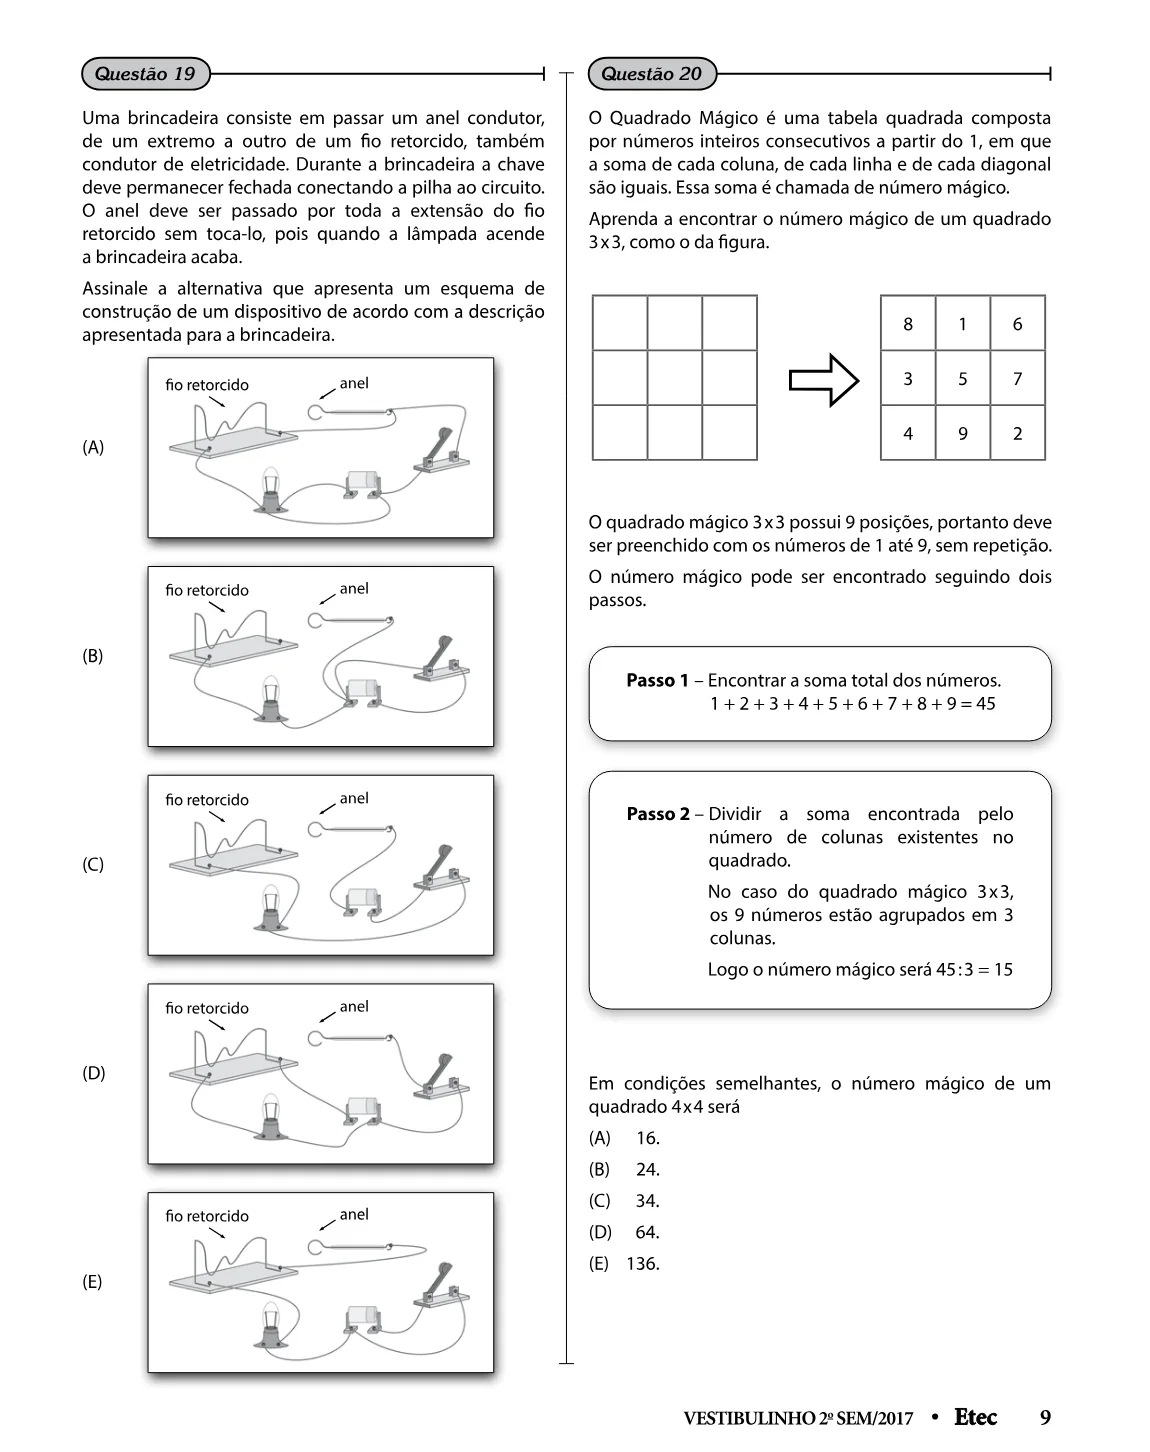 Questão 19
Uma brincadeira consiste em passar um anel condutor,
de um extremo a outro de um fio retorcido, também
condutor de eletricidade. Durante a brincadeira a chave
deve permanecer fechada conectando a pilha ao circuito.
O anel deve ser passado por toda a extensão do fio
retorcido sem toca-lo, pois quando a lâmpada acende
a brincadeira acaba.
Assinale a alternativa que apresenta um esquema de
construção de um dispositivo de acordo com a descrição
apresentada para a brincadeira.
(A)
fio retorcido
anel
(B)
fio retorcido
anel
(C)
fio retorcido
anel
(D)
fio retorcido
anel
(E)
fio retorcido
anel
Questão 20
O Quadrado Mágico é uma tabela quadrada composta
por números inteiros consecutivos a partir do 1, em que
a soma de cada coluna, de cada linha e de cada diagonal
são iguais. Essa soma é chamada de número mágico.
Aprenda a encontrar o número mágico de um quadrado
3x3, como o da figura.
8 1 6
3 5 7
4 9 2
O quadrado mágico 3x3 possui 9 posições, portanto deve
ser preenchido com os números de 1 até 9, sem repetição.
O número mágico pode ser encontrado seguindo dois
passos.
Passo 1 – Encontrar a soma total dos números.
1 + 2 + 3 + 4 + 5 + 6 + 7 + 8 + 9 = 45
Passo 2 – Dividir a soma encontrada pelo
número de colunas existentes no
quadrado.
No caso do quadrado mágico 3x3,
os 9 números estão agrupados em 3
colunas.
Logo o número mágico será 45:3 = 15
Em condições semelhantes, o número mágico de um
quadrado 4x4 será
(A) 16.
(B) 24.
(C) 34.
(D) 64.
(E) 136.
VESTIBULINHO 2º SEM/2017 • Etec 9